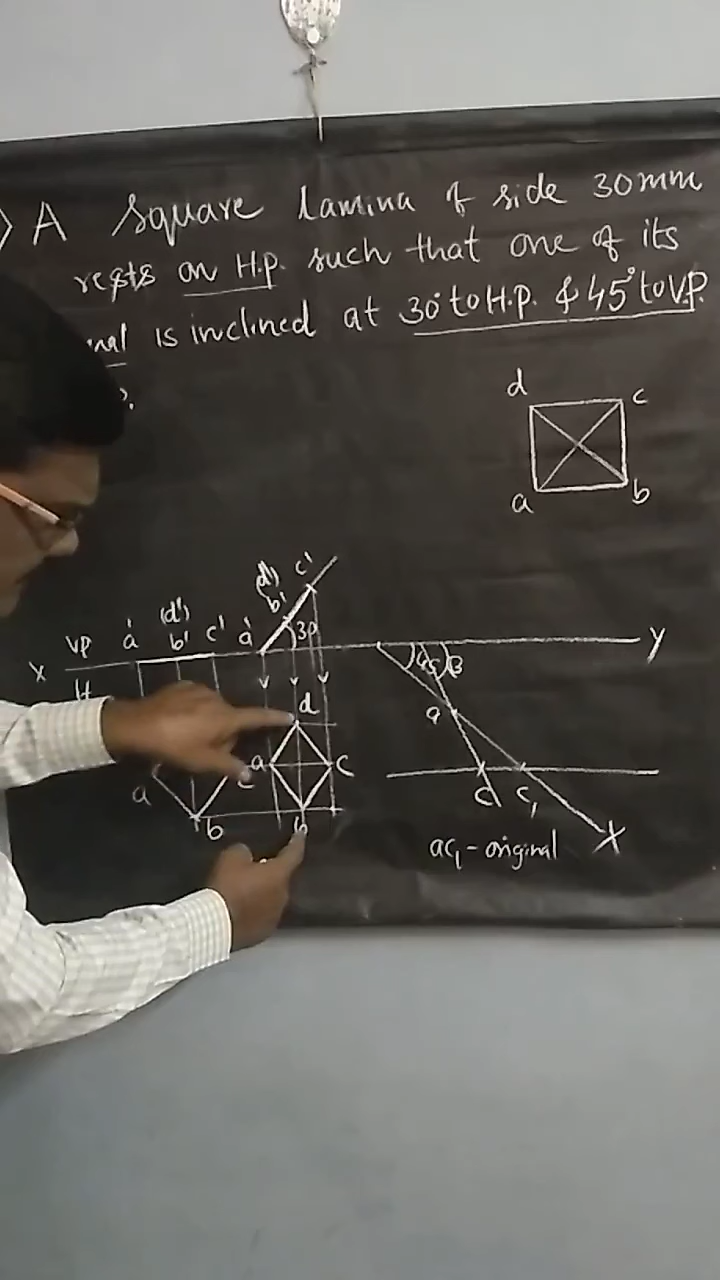 > A Square Lamina of side 30mm
rests on H.p. such that one of its
nal is inclined at 30° to H.p. & 45° to V.P.
d c
a b
(d') c'
b'
30
a' (d') b' c' a'
X VP Y
H
45 β
d
a
a c a c
b b
c c₁
X
ac₁ - original